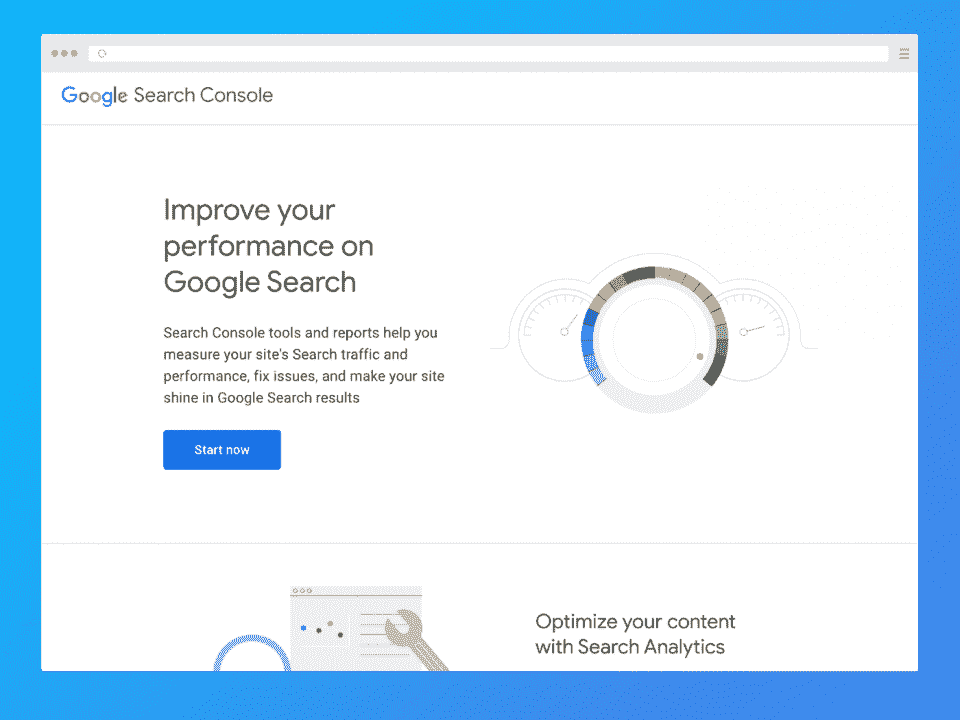 Google Search Console
Improve your
performance on
Google Search
Search Console tools and reports help you
measure your site's Search traffic and
performance, fix issues, and make your site
shine in Google Search results
Start now
Optimize your content
with Search Analytics